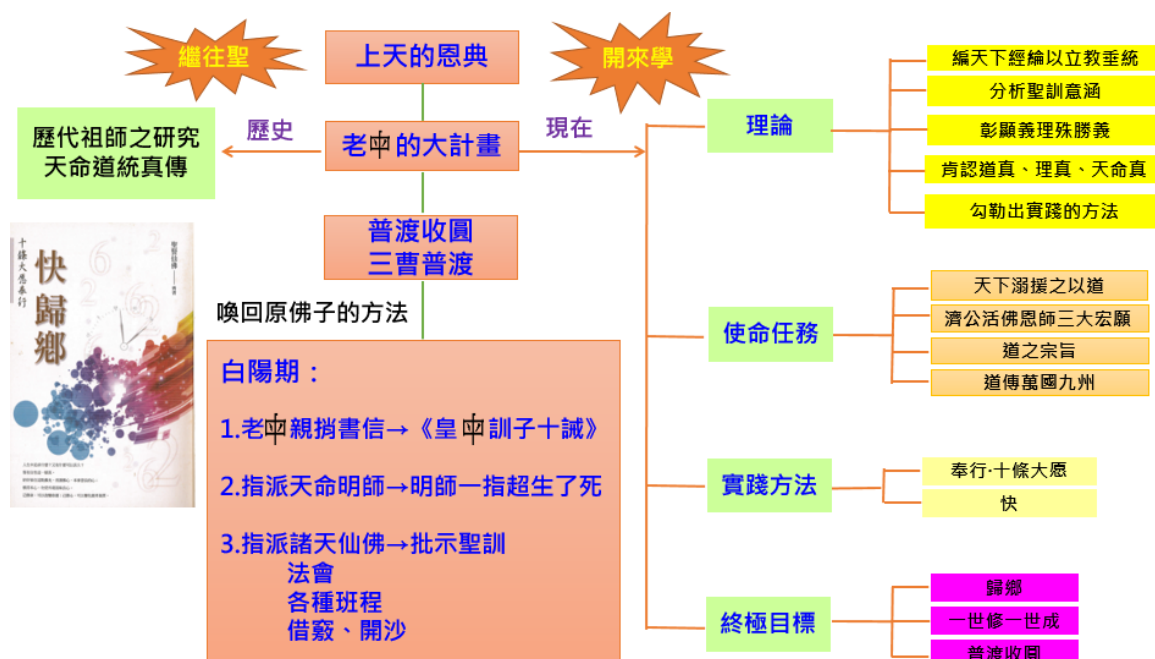 繼往聖
上天的恩典
開來學
歷代祖師之研究
天命道統真傳
歷史
老𠁩的大計畫
現在
普渡收圓
三曹普渡
喚回原佛子的方法
白陽期：
1.老𠁩親捎書信→《皇𠁩訓子十誡》
2.指派天命明師→明師一指超生了死
3.指派諸天仙佛→批示聖訓
法會
各種班程
借竅、開沙
十條大愿奉行
快歸鄉
理論
編天下經綸以立教垂統
分析聖訓意涵
彰顯義理殊勝義
肯認道真、理真、天命真
勾勒出實踐的方法
使命任務
天下溺援之以道
濟公活佛恩師三大宏願
道之宗旨
道傳萬國九州
實踐方法
奉行·十條大愿
快
終極目標
歸鄉
一世修一世成
普渡收圓